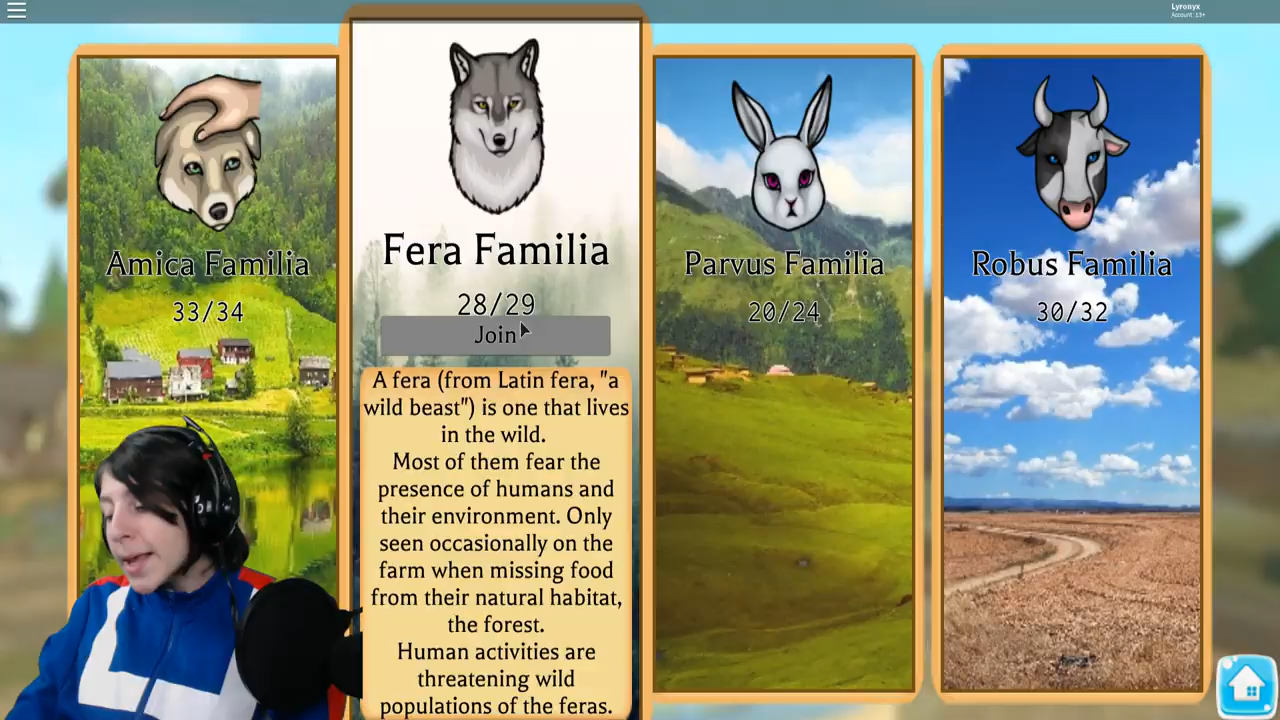 Lyronyx
Account: 13+
Amica Familia
33/34
Fera Familia
28/29
Join
A fera (from Latin fera, "a
wild beast") is one that lives
in the wild.
Most of them fear the
presence of humans and
their environment. Only
seen occasionally on the
farm when missing food
from their natural habitat,
the forest.
Human activities are
threatening wild
populations of the feras.
Parvus Familia
20/24
Robus Familia
30/32